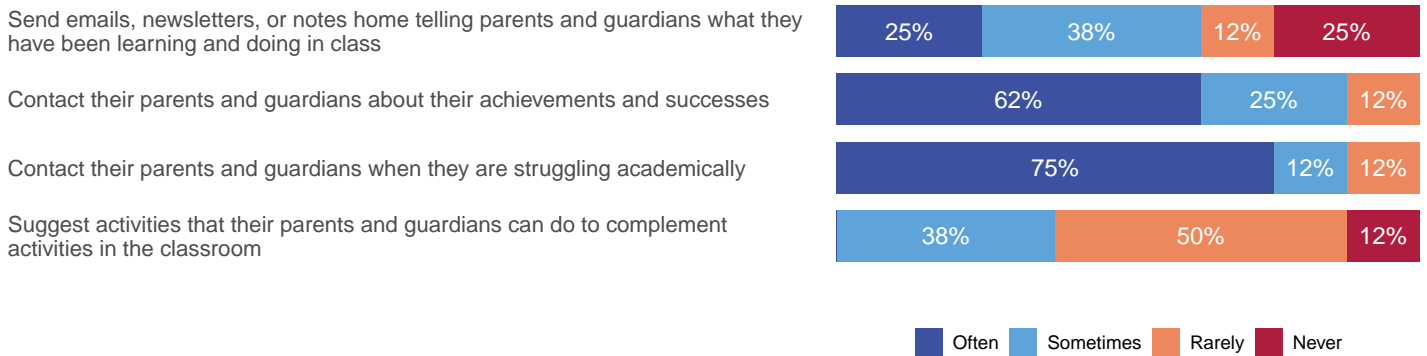 Send emails, newsletters, or notes home telling parents and guardians what they
have been learning and doing in class
25% 38% 12% 25%
Contact their parents and guardians about their achievements and successes
62% 25% 12%
Contact their parents and guardians when they are struggling academically
75% 12% 12%
Suggest activities that their parents and guardians can do to complement
activities in the classroom
38% 50% 12%
Often Sometimes Rarely Never